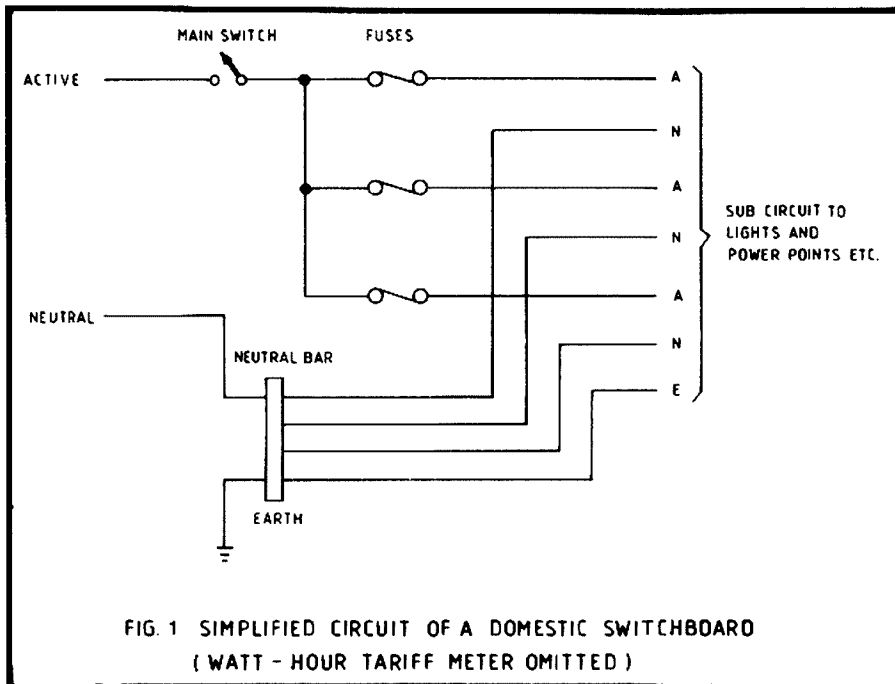 MAIN SWITCH
FUSES
ACTIVE
A
N
A
N
A
N
E
SUB CIRCUIT TO
LIGHTS AND
POWER POINTS ETC.
NEUTRAL
NEUTRAL BAR
EARTH
FIG. 1 SIMPLIFIED CIRCUIT OF A DOMESTIC SWITCHBOARD
( WATT - HOUR TARIFF METER OMITTED )